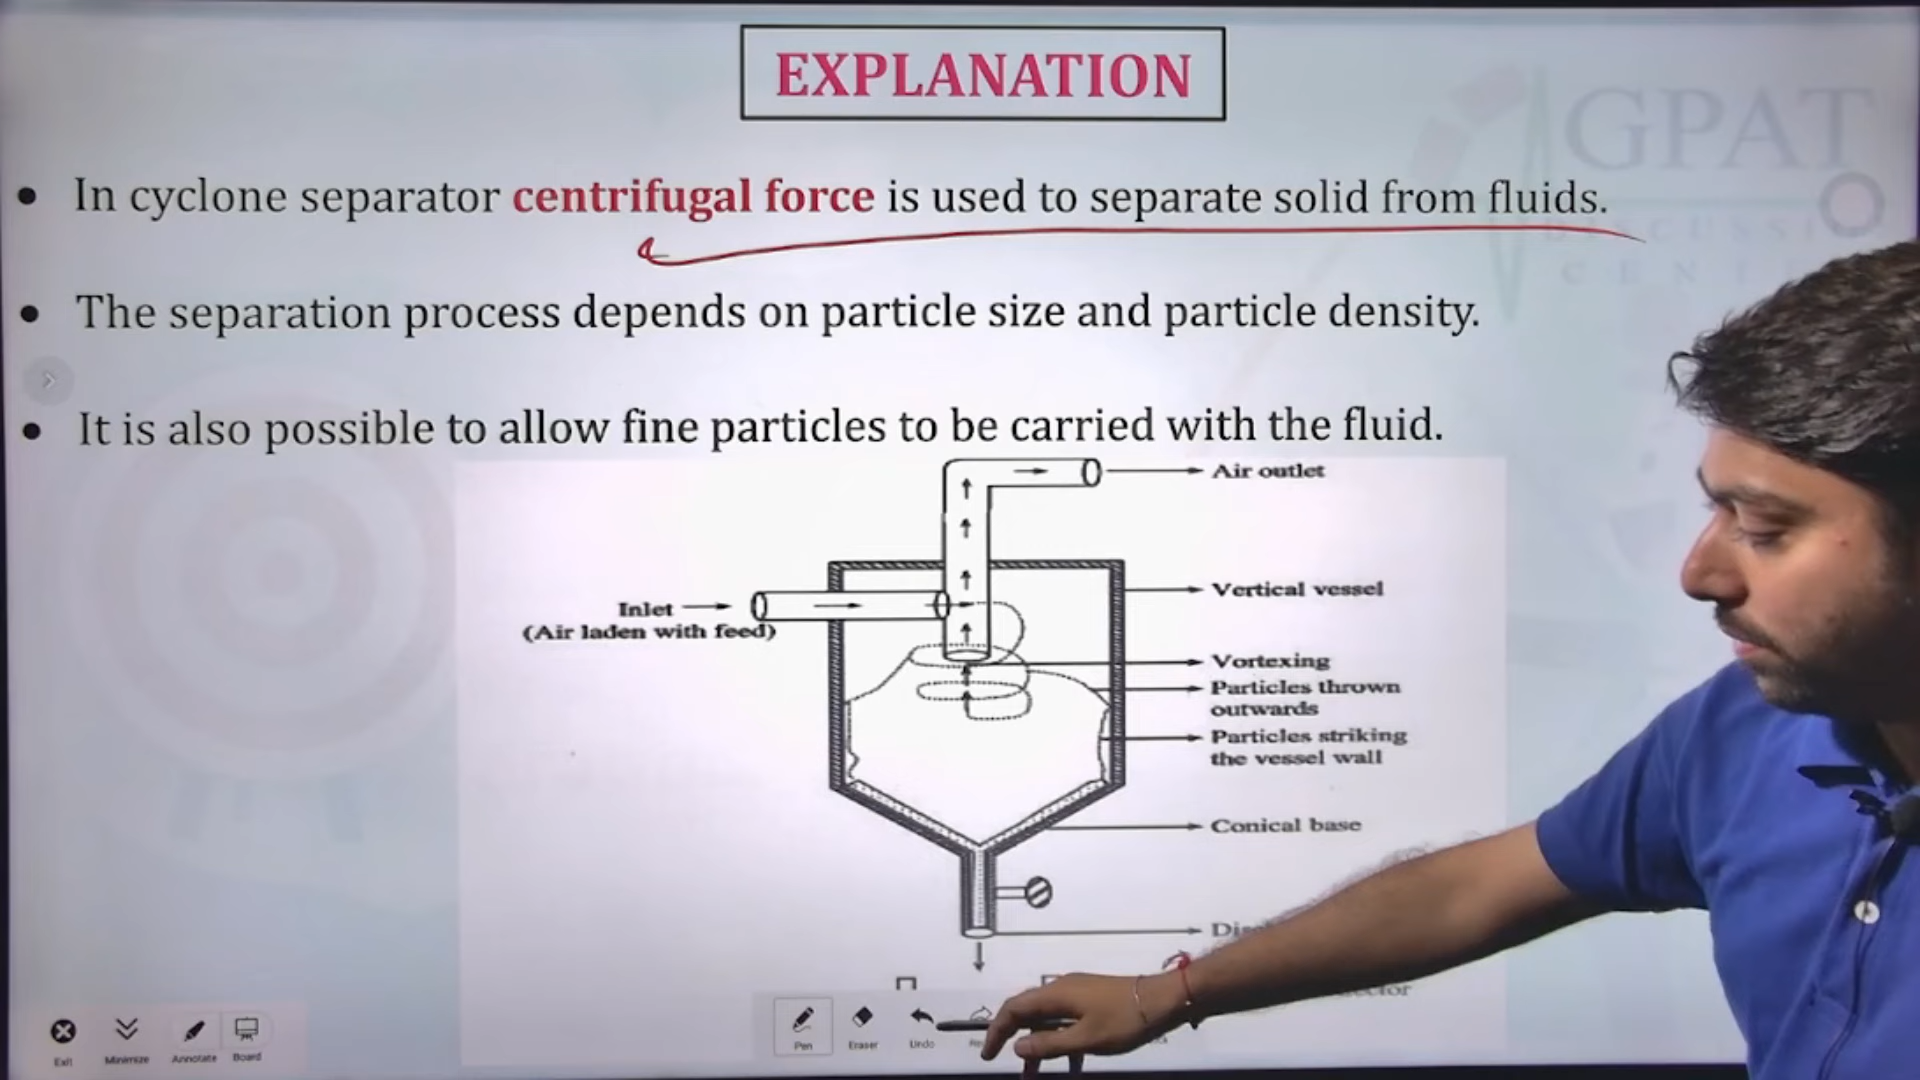 EXPLANATION
GPAT
• In cyclone separator centrifugal force is used to separate solid from fluids.
• The separation process depends on particle size and particle density.
• It is also possible to allow fine particles to be carried with the fluid.
Air outlet
Vertical vessel
Inlet
(Air laden with feed)
Vortexing
Particles thrown
outwards
Particles striking
the vessel wall
Conical base
Exit
Minimize
Annotate
Board
Pen
Eraser
Undo